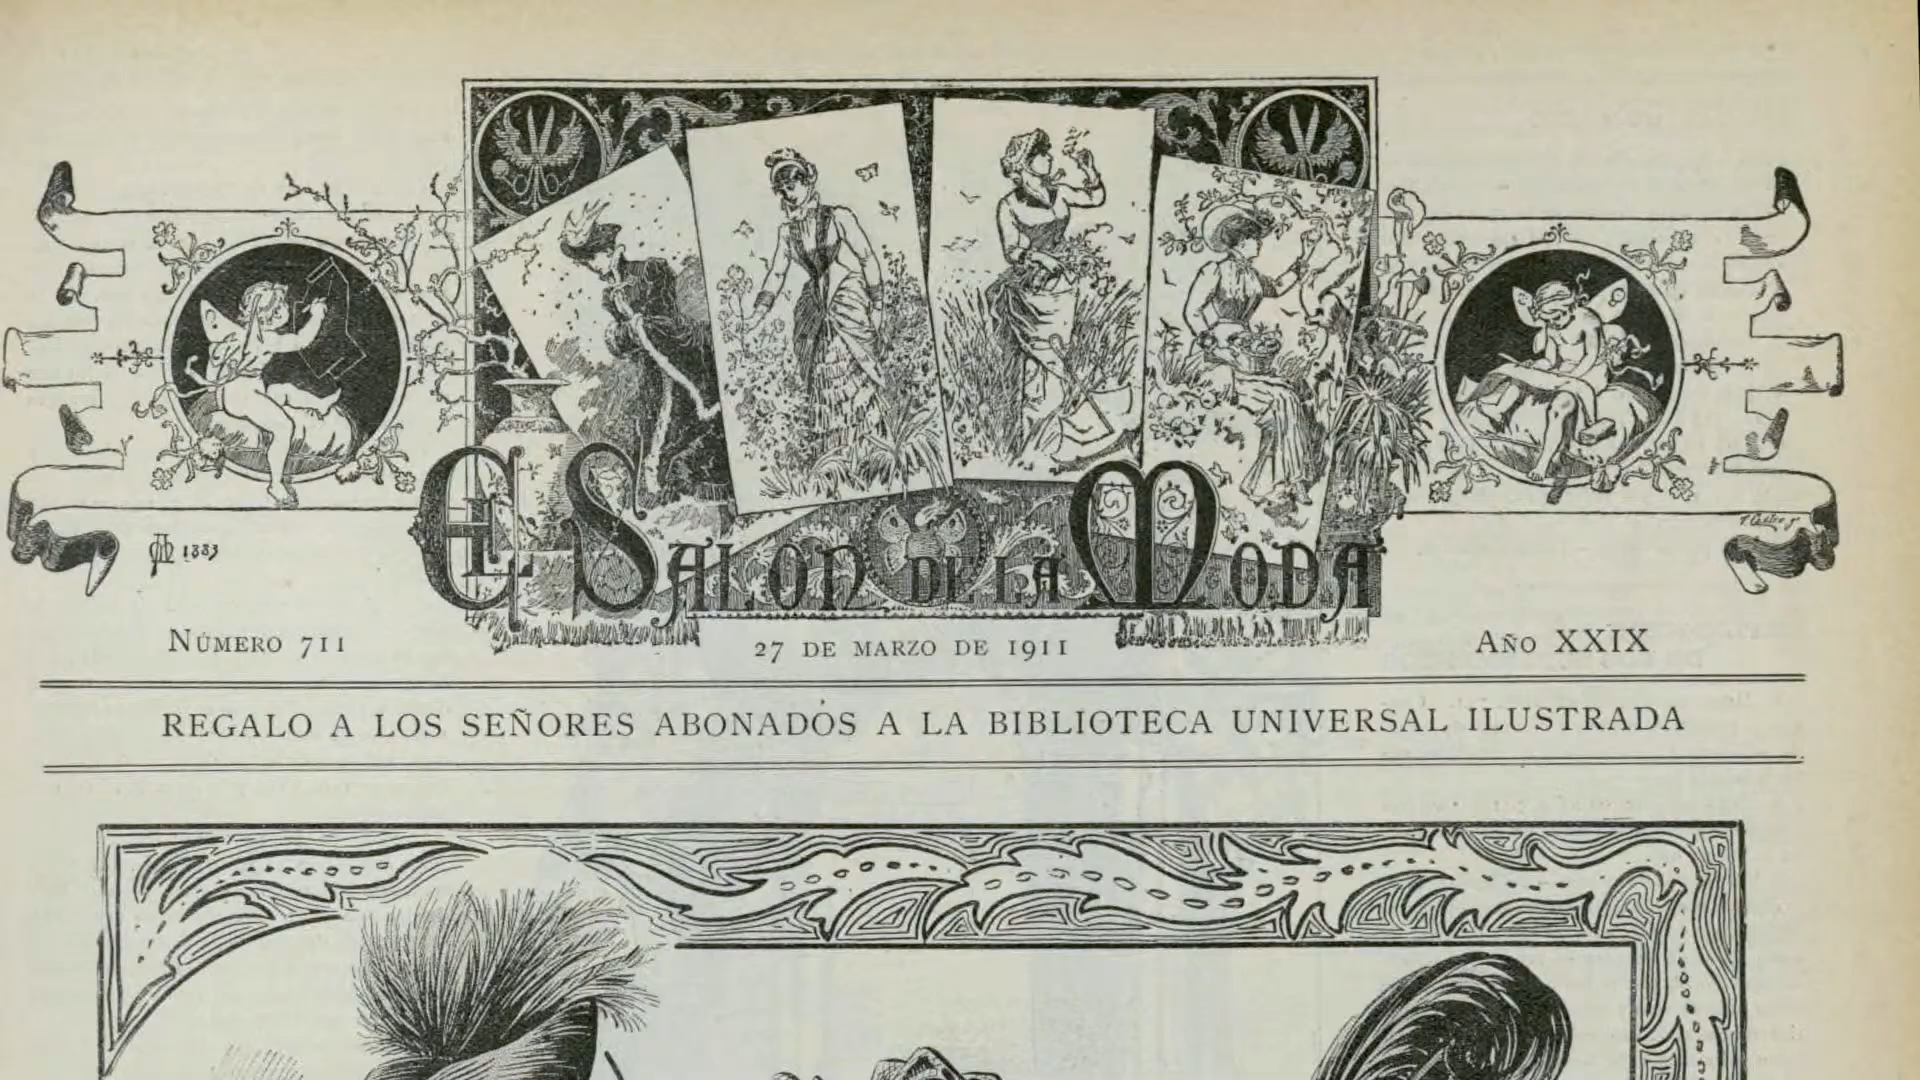 El Salon de la Moda
1883
Número 711
27 de marzo de 1911
Año XXIX
REGALO A LOS SEÑORES ABONADOS A LA BIBLIOTECA UNIVERSAL ILUSTRADA